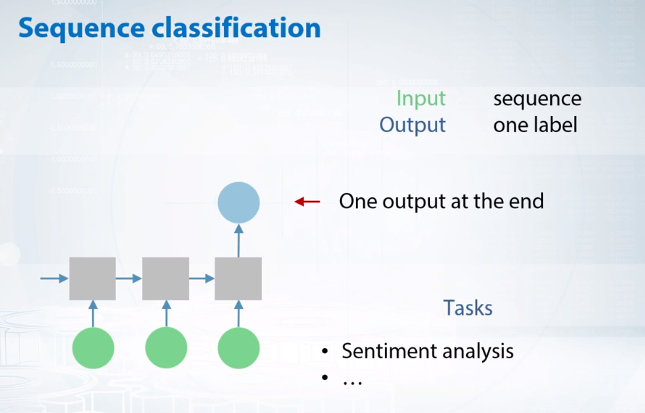 Sequence classification
Input sequence
Output one label
One output at the end
Tasks
• Sentiment analysis
• …